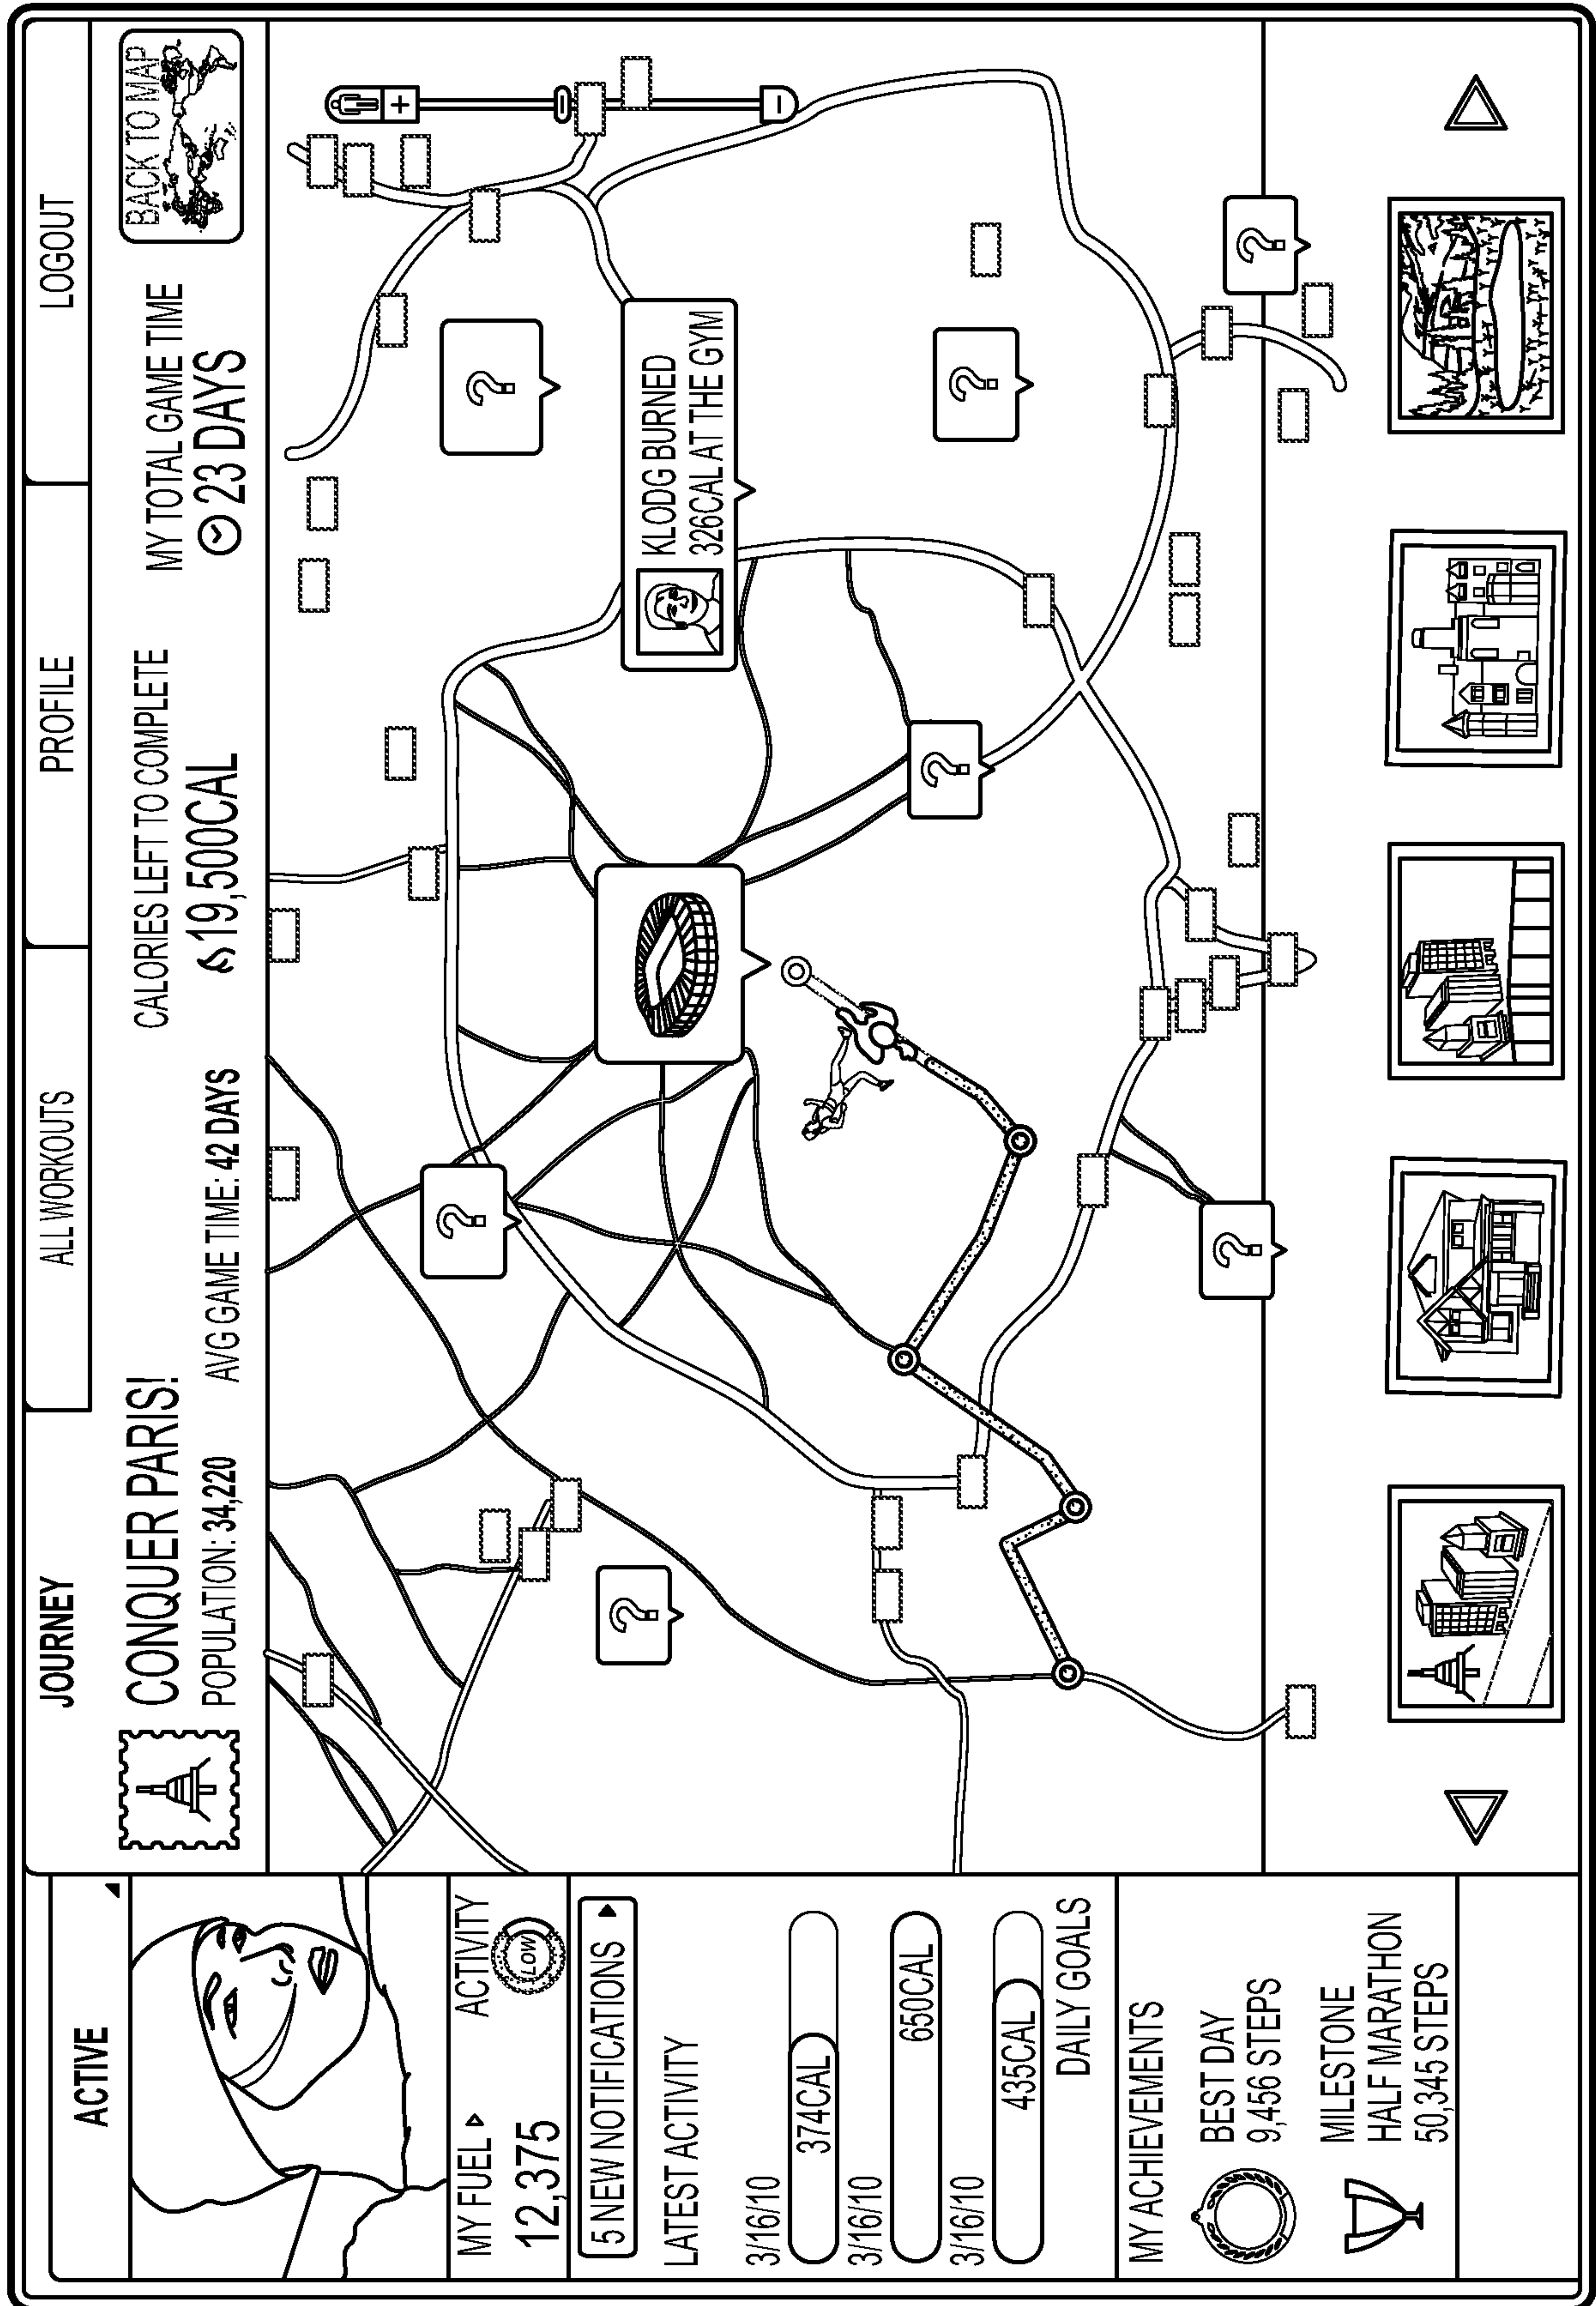 ACTIVE
MY FUEL
12,375
ACTIVITY
LOW
5 NEW NOTIFICATIONS
LATEST ACTIVITY
3/16/10
374CAL
3/16/10
650CAL
3/16/10
435CAL
DAILY GOALS
MY ACHIEVEMENTS
BEST DAY
9,456 STEPS
MILESTONE
HALF MARATHON
50,345 STEPS
JOURNEY
ALL WORKOUTS
PROFILE
LOGOUT
CONQUER PARIS!
POPULATION: 34,220
AVG GAME TIME: 42 DAYS
CALORIES LEFT TO COMPLETE
19,500CAL
MY TOTAL GAME TIME
23 DAYS
BACK TO MAP
+
-
?
?
?
KLODG BURNED
326CAL AT THE GYM
?
?
?
?